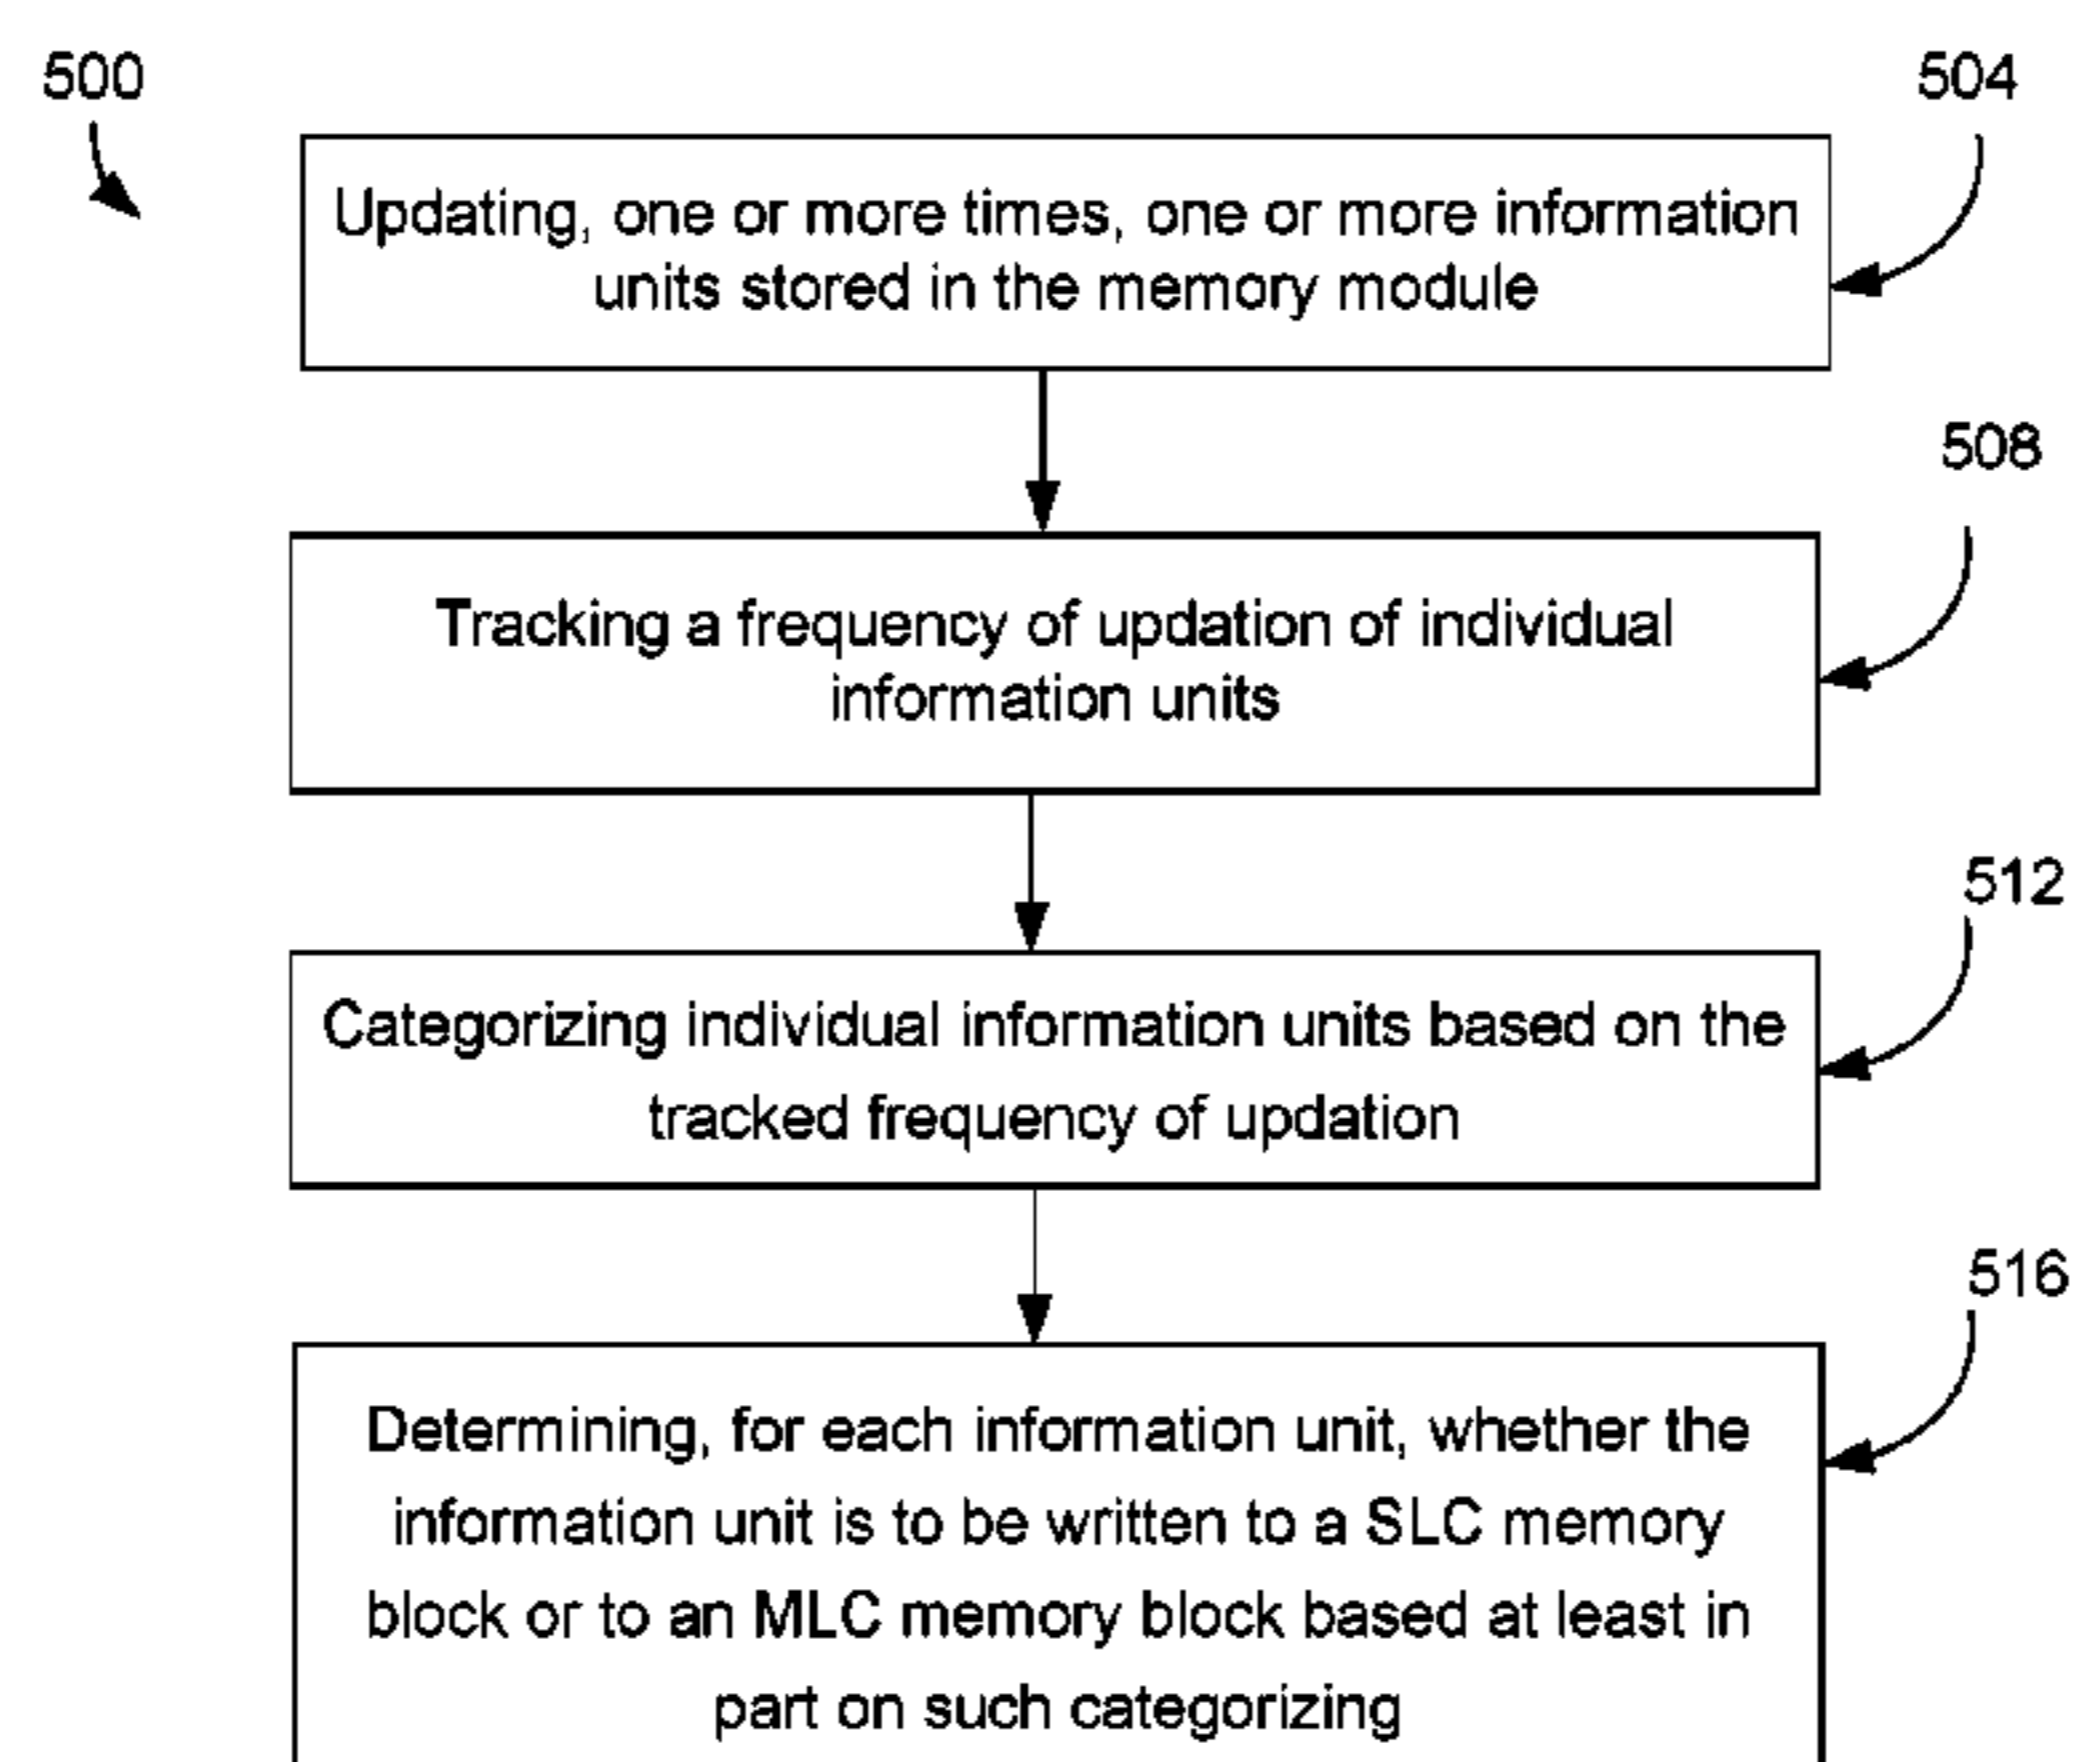 500
504
Updating, one or more times, one or more information
units stored in the memory module
508
Tracking a frequency of updation of individual
information units
512
Categorizing individual information units based on the
tracked frequency of updation
516
Determining, for each information unit, whether the
information unit is to be written to a SLC memory
block or to an MLC memory block based at least in
part on such categorizing